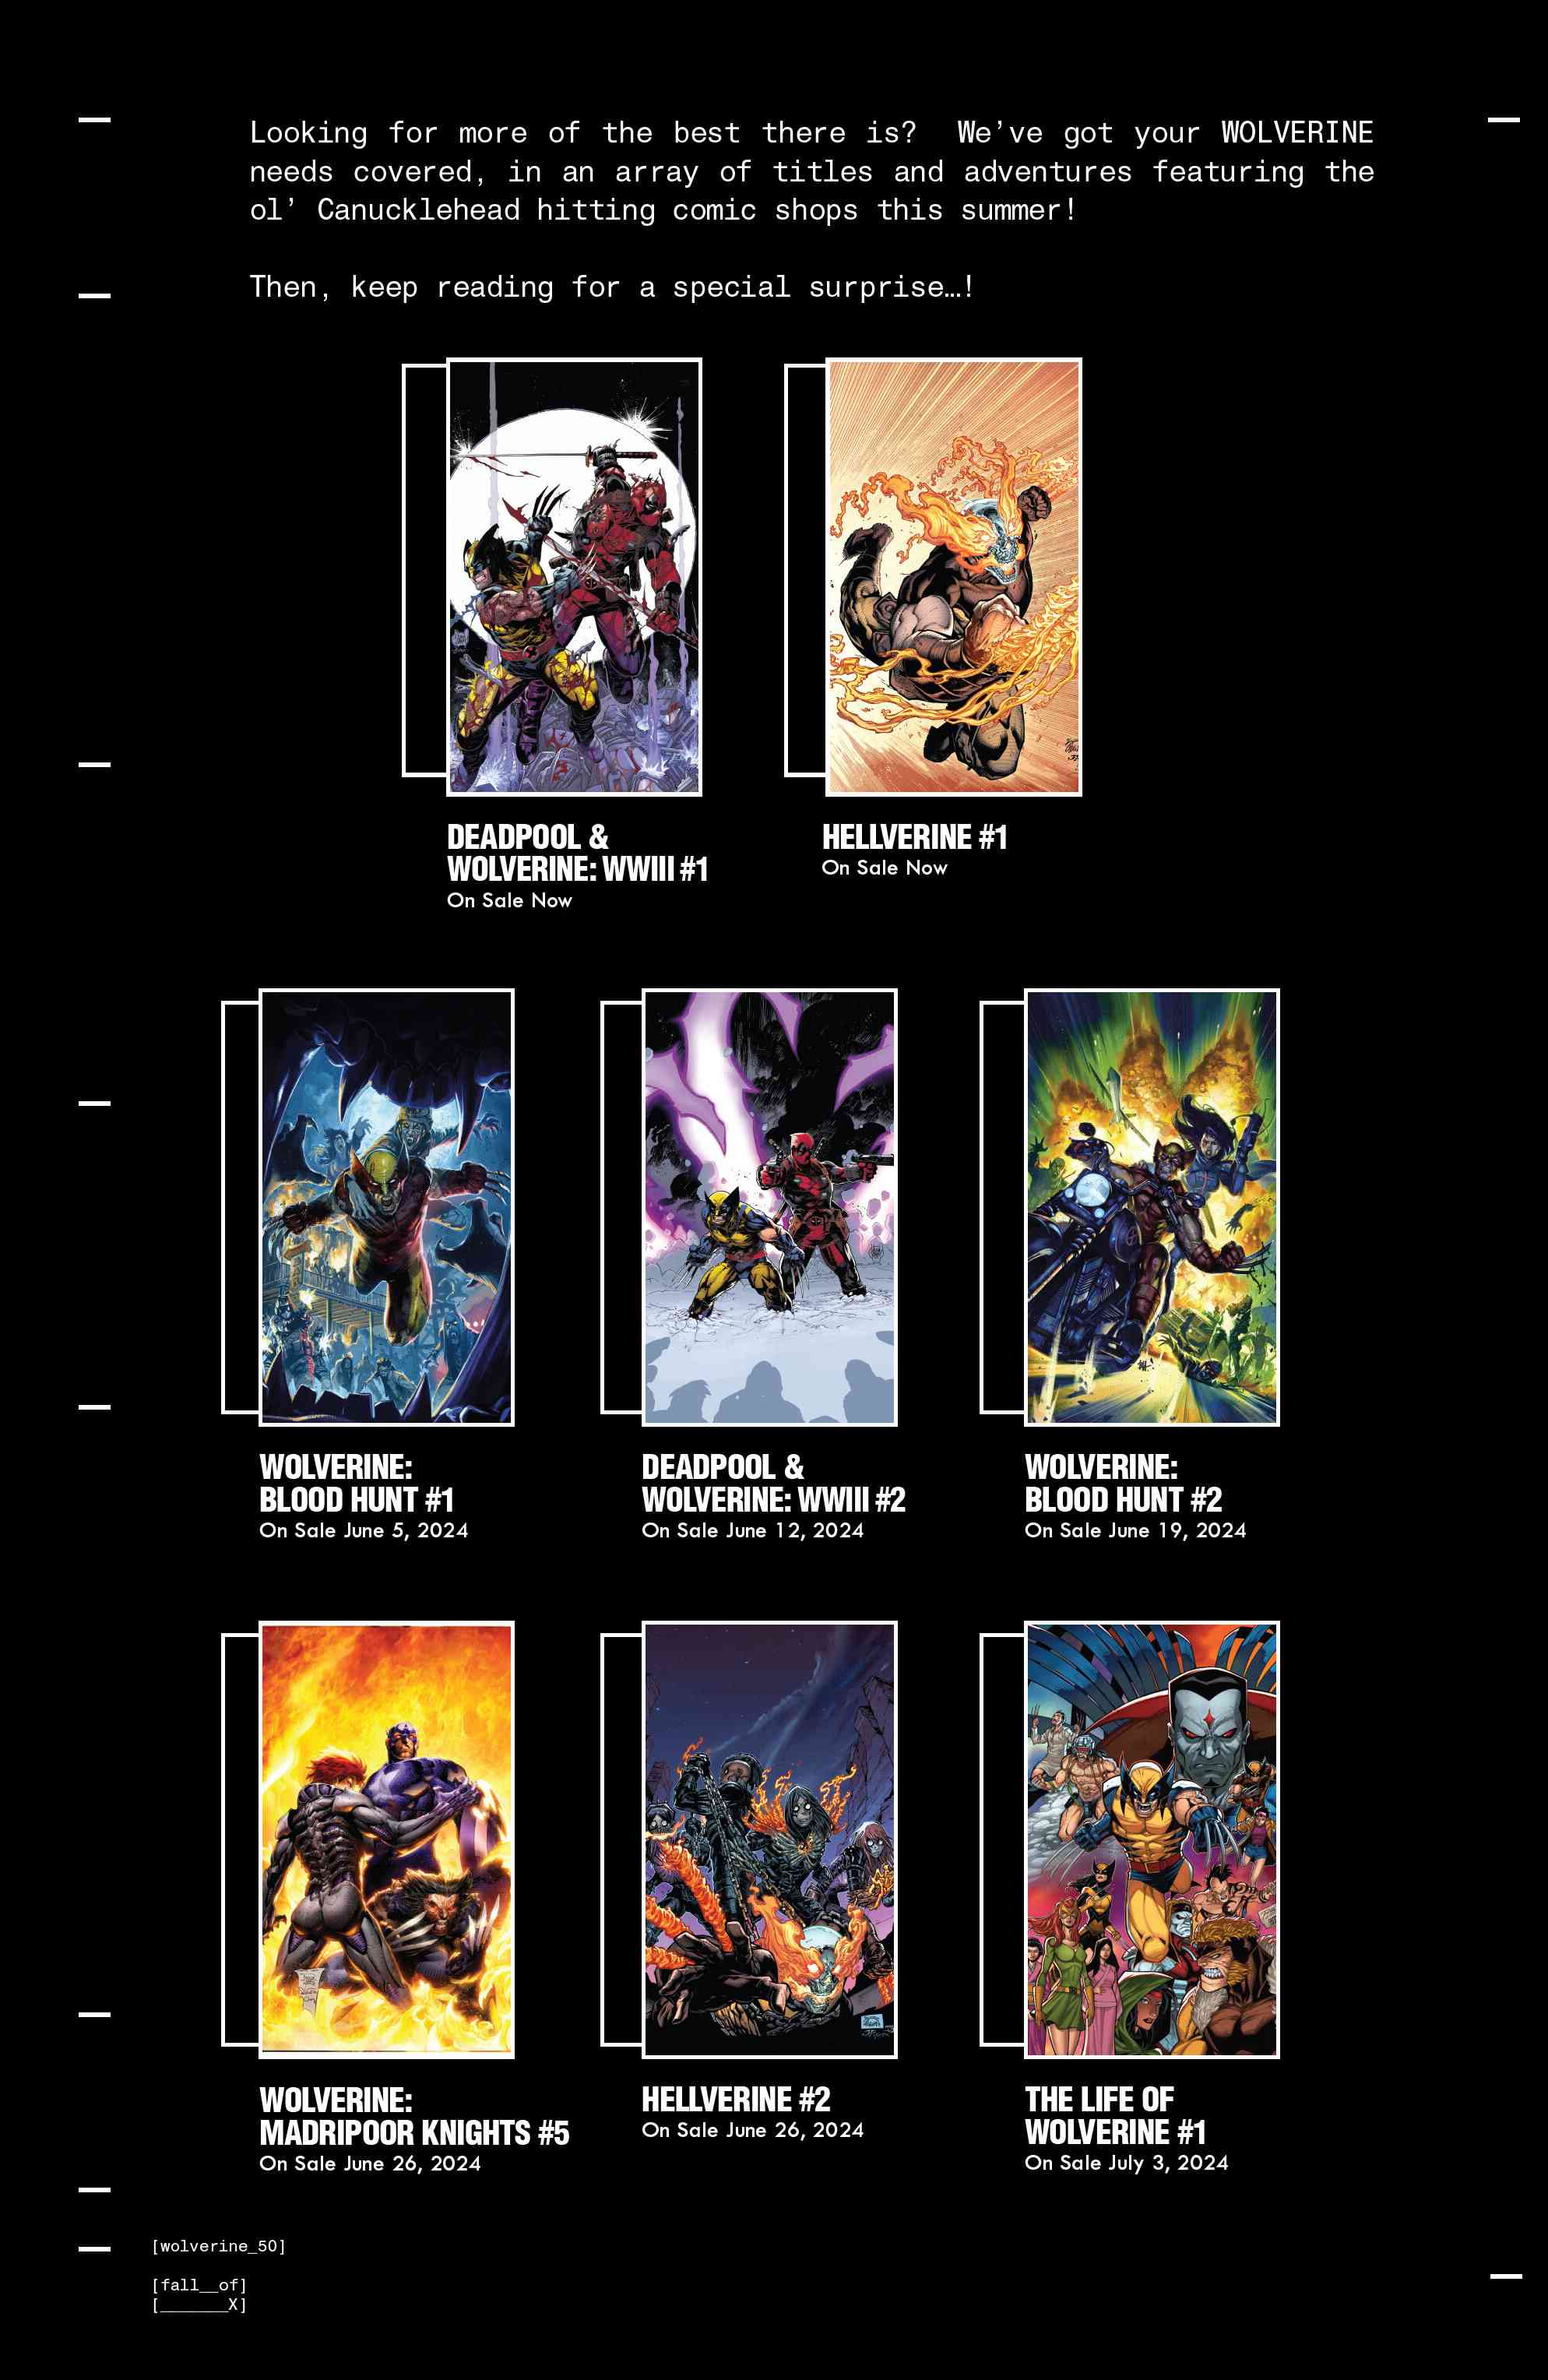 Looking for more of the best there is?  We’ve got your WOLVERINE
needs covered, in an array of titles and adventures featuring the
ol’ Canucklehead hitting comic shops this summer!
Then, keep reading for a special surprise…!
DEADPOOL &
WOLVERINE: WWIII #1
On Sale Now
HELLVERINE #1
On Sale Now
WOLVERINE:
BLOOD HUNT #1
On Sale June 5, 2024
DEADPOOL &
WOLVERINE: WWIII #2
On Sale June 12, 2024
WOLVERINE:
BLOOD HUNT #2
On Sale June 19, 2024
WOLVERINE:
MADRIPOOR KNIGHTS #5
On Sale June 26, 2024
HELLVERINE #2
On Sale June 26, 2024
THE LIFE OF
WOLVERINE #1
On Sale July 3, 2024
[wolverine_50]
[fall__of]
[_______X]